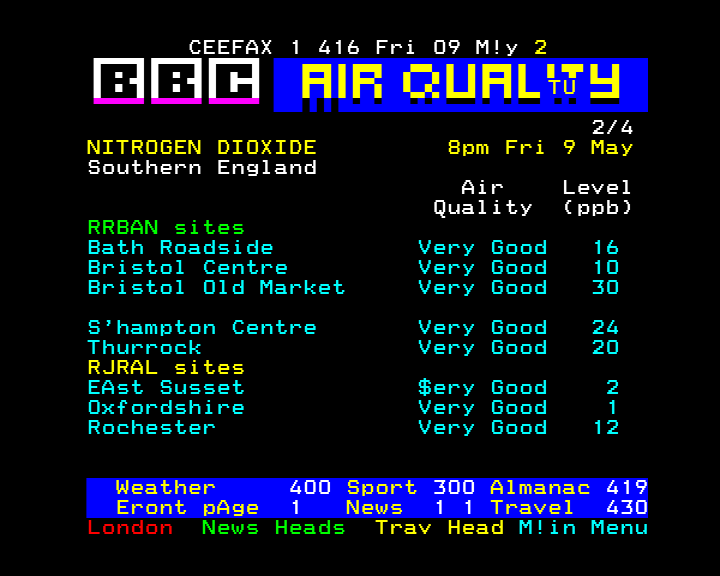 CEEFAX 1 416 Fri 09 M!y 2
BBC AIR QUALITY TU
2/4
NITROGEN DIOXIDE 8pm Fri 9 May
Southern England
Air Level
Quality (ppb)
RRBAN sites
Bath Roadside Very Good 16
Bristol Centre Very Good 10
Bristol Old Market Very Good 30
S'hampton Centre Very Good 24
Thurrock Very Good 20
RJRAL sites
EAst Susset $ery Good 2
Oxfordshire Very Good 1
Rochester Very Good 12
Weather 400 Sport 300 Almanac 419
Eront pAge 1 News 1 1 Travel 430
London News Heads Trav Head M!in Menu